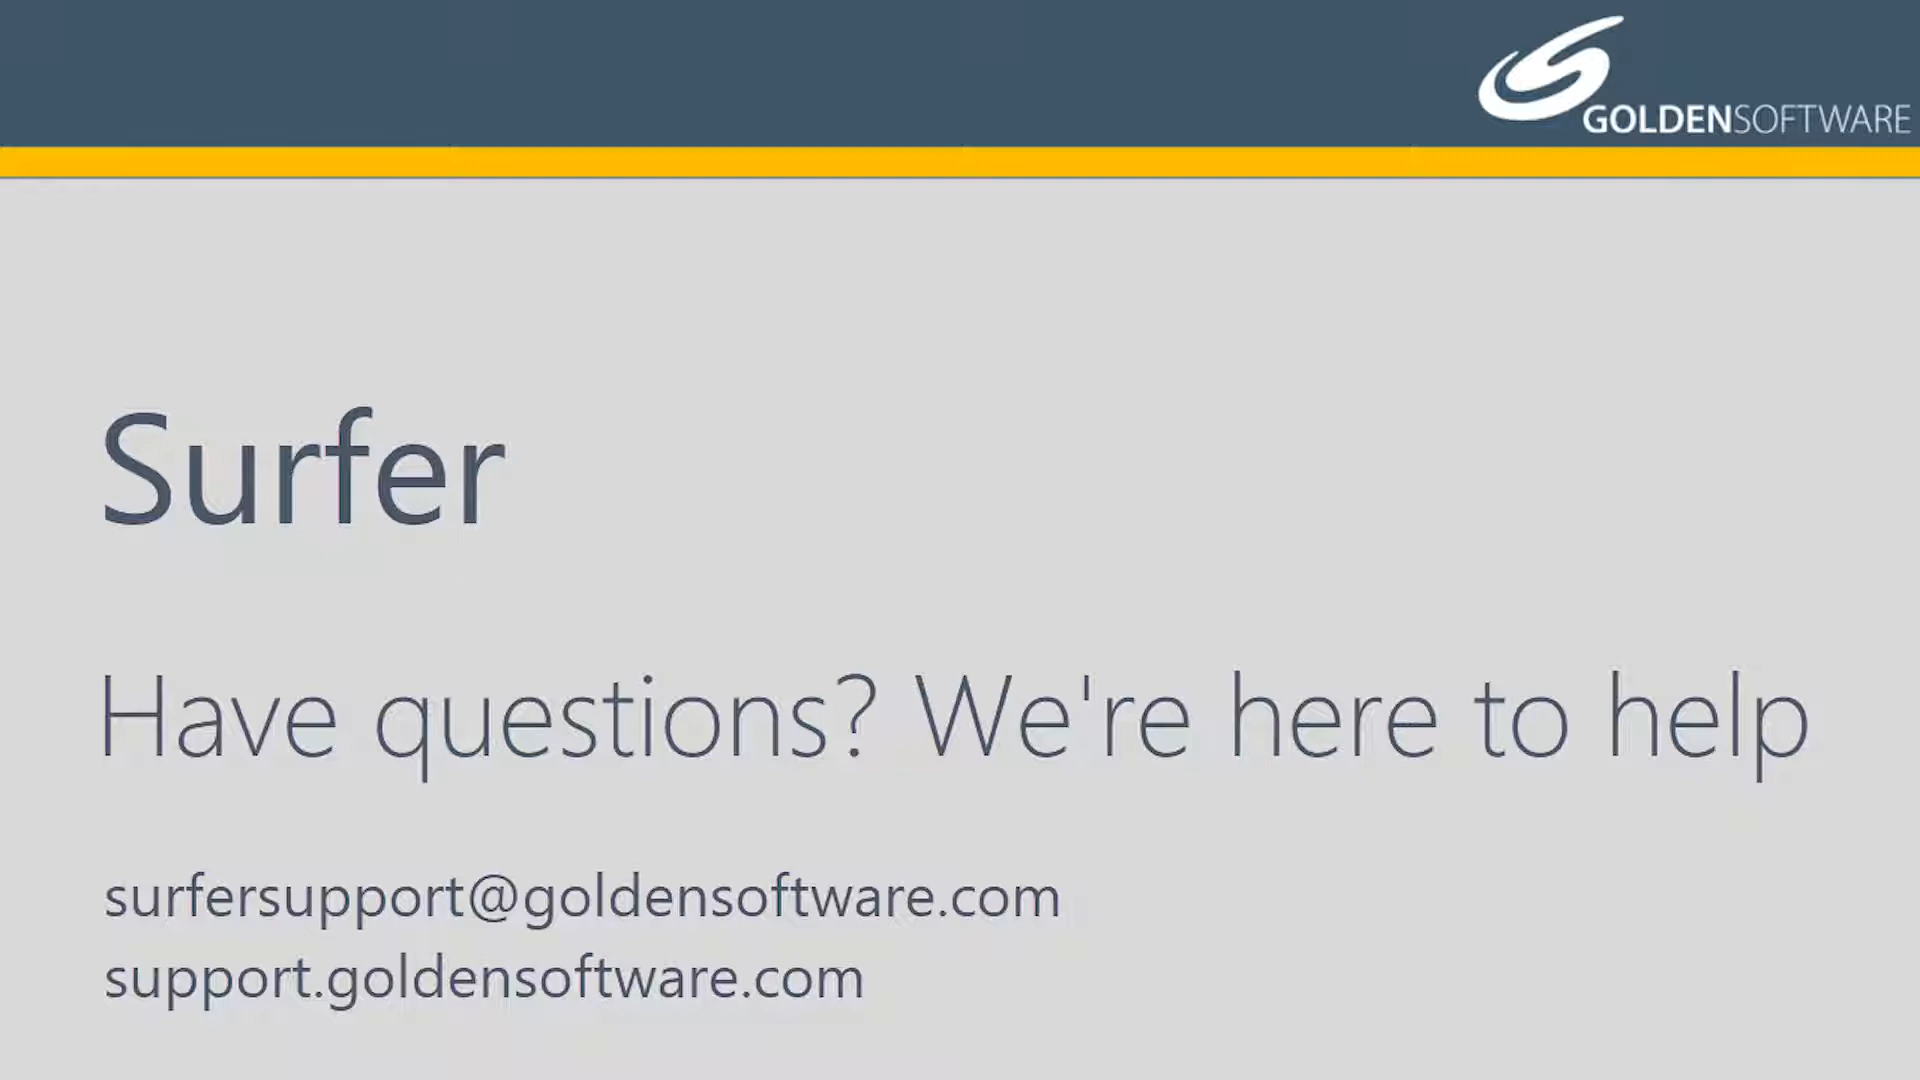 GOLDENSOFTWARE
Surfer
Have questions? We're here to help
surfersupport@goldensoftware.com
support.goldensoftware.com